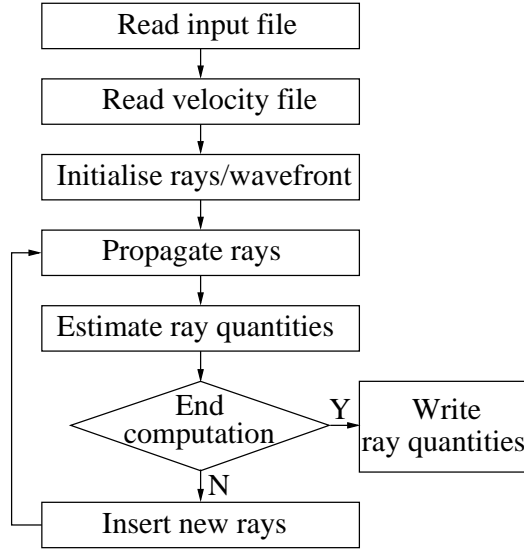 Read input file
Read velocity file
Initialise rays/wavefront
Propagate rays
Estimate ray quantities
End
computation
Y
Write
ray quantities
N
Insert new rays